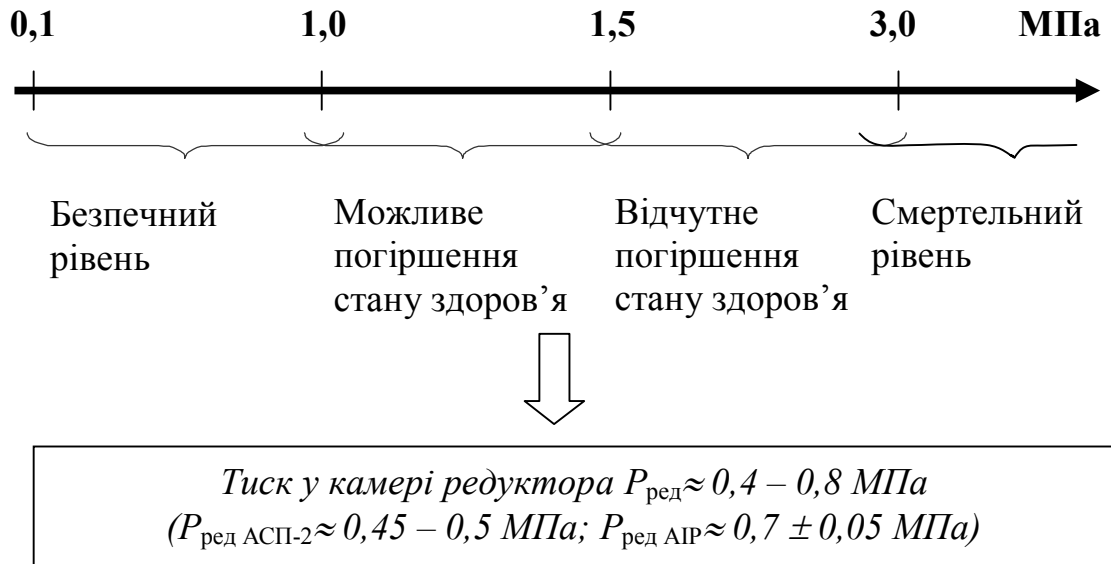 0,1 1,0 1,5 3,0 МПа
Безпечний рівень
Можливе погіршення стану здоров’я
Відчутне погіршення стану здоров’я
Смертельний рівень
Тиск у камері редуктора Pред≈ 0,4 – 0,8 МПа
(Pред АСП-2≈ 0,45 – 0,5 МПа; Pред АІР≈ 0,7 ± 0,05 МПа)